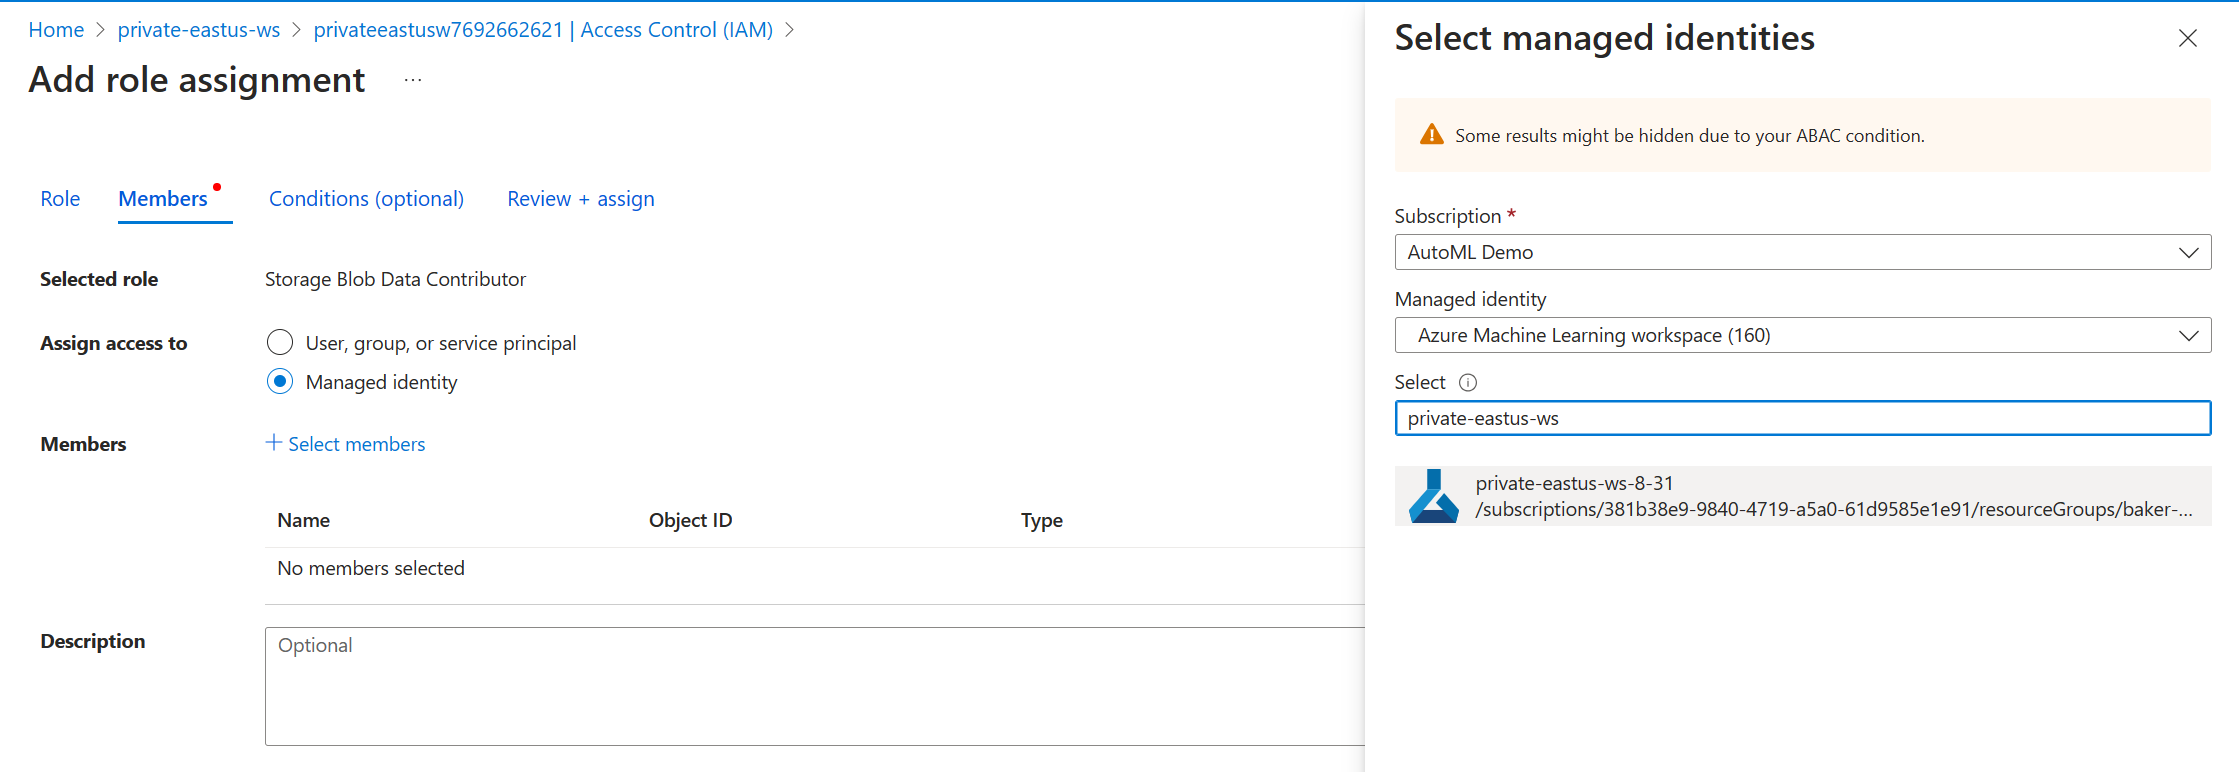 Home > private-eastus-ws > privateeastusw7692662621 | Access Control (IAM) >
Add role assignment ...
Role Members Conditions (optional) Review + assign
Selected role Storage Blob Data Contributor
Assign access to User, group, or service principal
Managed identity
Members + Select members
Name Object ID Type
No members selected
Description Optional
Select managed identities
Some results might be hidden due to your ABAC condition.
Subscription *
AutoML Demo
Managed identity
Azure Machine Learning workspace (160)
Select
private-eastus-ws
private-eastus-ws-8-31
/subscriptions/381b38e9-9840-4719-a5a0-61d9585e1e91/resourceGroups/baker-...